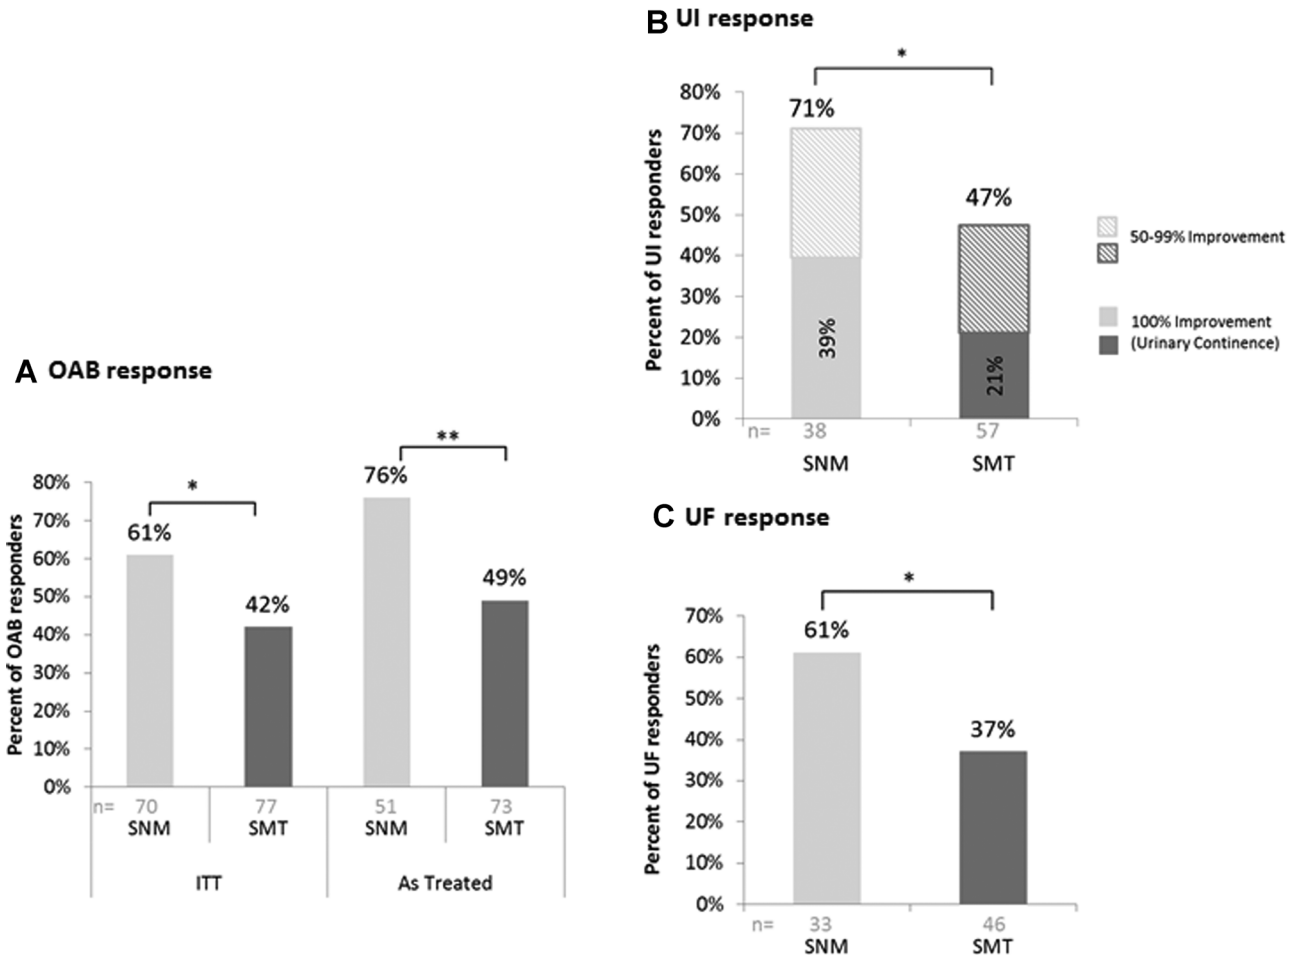 A OAB response
**
*
76%
61%
49%
42%
80%
70%
60%
50%
40%
30%
20%
10%
0%
Percent of OAB responders
n= 70 77 51 73
SNM SMT SNM SMT
ITT As Treated
B UI response
*
71%
47%
39%
21%
80%
70%
60%
50%
40%
30%
20%
10%
0%
Percent of UI responders
n= 38 57
SNM SMT
50-99% Improvement
100% Improvement
(Urinary Continence)
C UF response
*
61%
37%
70%
60%
50%
40%
30%
20%
10%
0%
Percent of UF responders
n= 33 46
SNM SMT